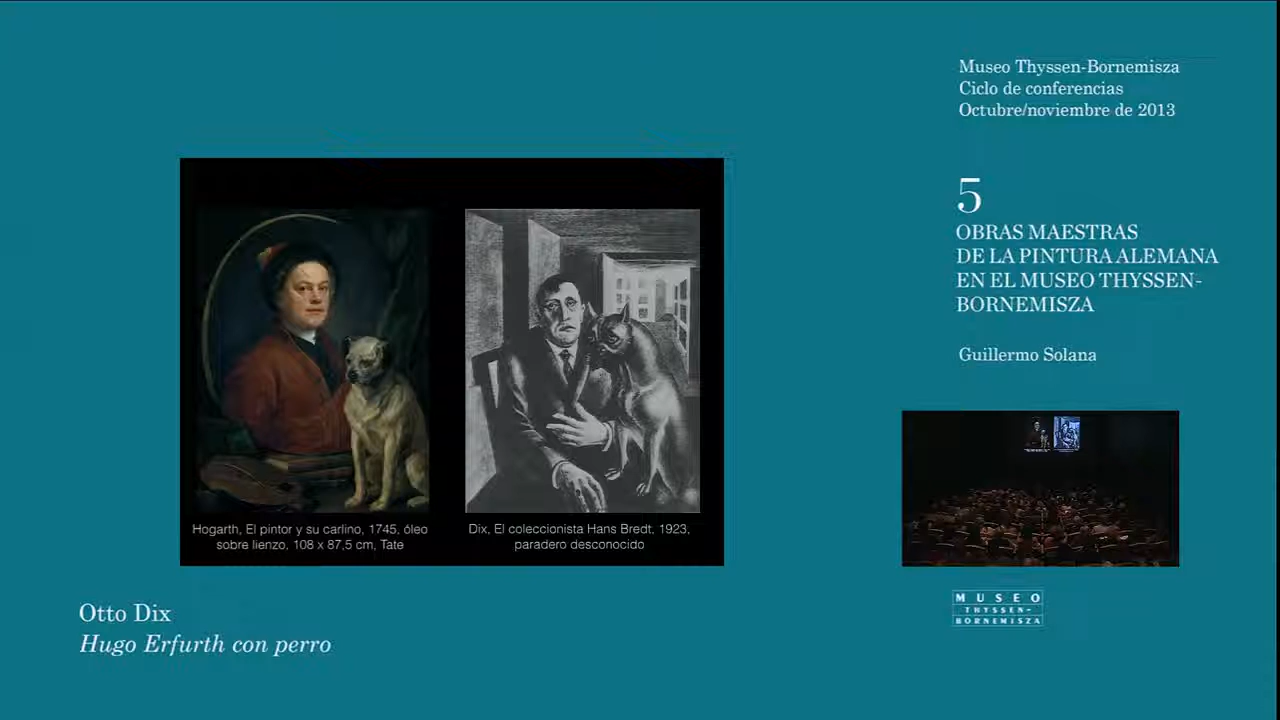 Museo Thyssen-Bornemisza
Ciclo de conferencias
Octubre/noviembre de 2013
5
OBRAS MAESTRAS
DE LA PINTURA ALEMANA
EN EL MUSEO THYSSEN-
BORNEMISZA
Guillermo Solana
Hogarth, El pintor y su carlino, 1745, óleo
sobre lienzo, 108 x 87,5 cm, Tate
Dix, El coleccionista Hans Bredt, 1923,
paradero desconocido
Otto Dix
Hugo Erfurth con perro
MUSEO
THYSSEN-
BORNEMISZA